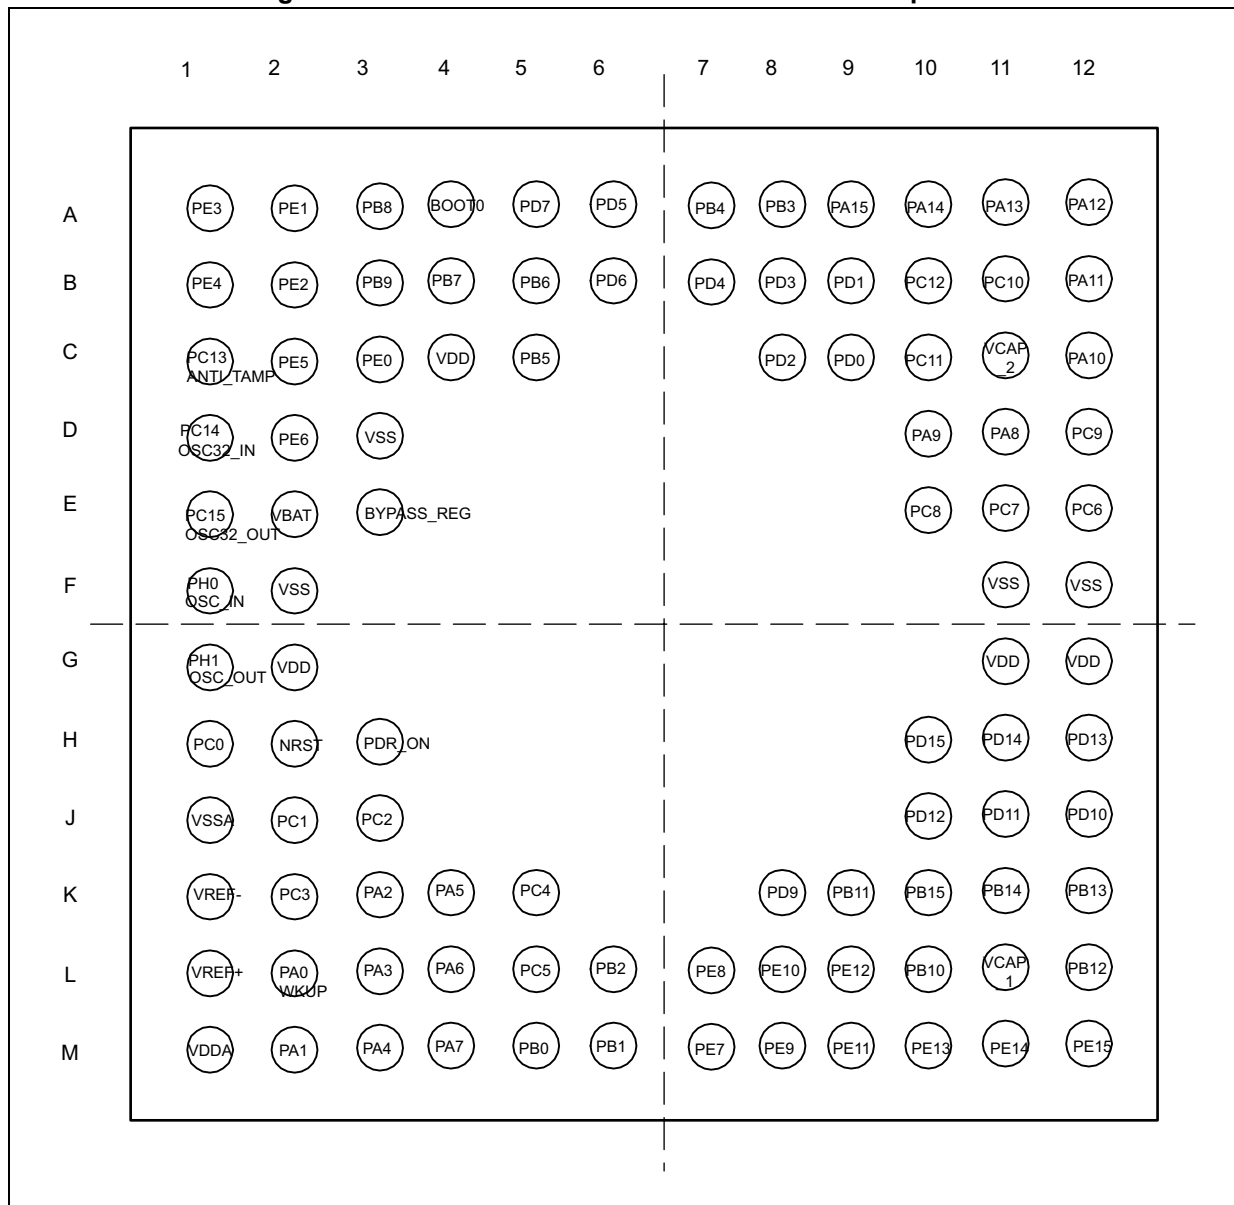 1 2 3 4 5 6 7 8 9 10 11 12
A PE3 PE1 PB8 BOOT0 PD7 PD5 PB4 PB3 PA15 PA14 PA13 PA12
B PE4 PE2 PB9 PB7 PB6 PD6 PD4 PD3 PD1 PC12 PC10 PA11
C PC13 PE5 PE0 VDD PB5 PD2 PD0 PC11 VCAP PA10
ANTI_TAMP _2
D PC14 PE6 VSS PA9 PA8 PC9
OSC32_IN
E PC15 VBAT BYPASS_REG PC8 PC7 PC6
OSC32_OUT
F PH0 VSS VSS VSS
OSC_IN
G PH1 VDD VDD VDD
OSC_OUT
H PC0 NRST PDR_ON PD15 PD14 PD13
J VSSA PC1 PC2 PD12 PD11 PD10
K VREF- PC3 PA2 PA5 PC4 PD9 PB11 PB15 PB14 PB13
L VREF+ PA0 PA3 PA6 PC5 PB2 PE8 PE10 PE12 PB10 VCAP PB12
WKUP _1
M VDDA PA1 PA4 PA7 PB0 PB1 PE7 PE9 PE11 PE13 PE14 PE15